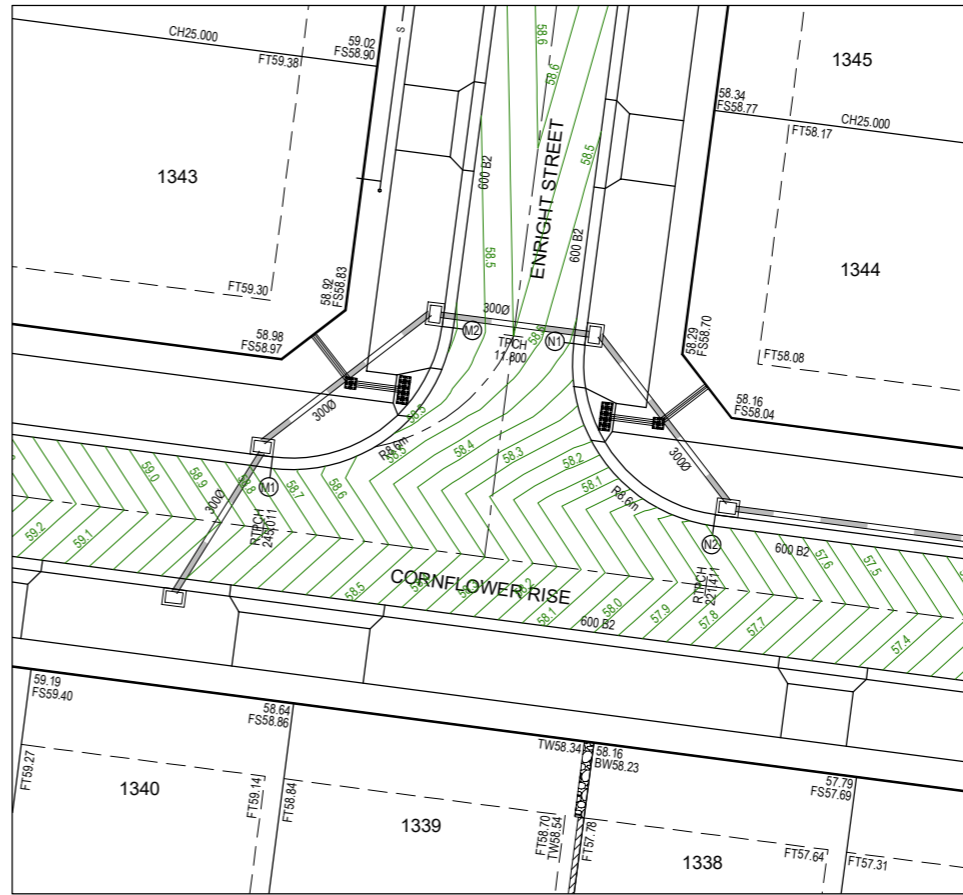 CH25.000
59.02
FS58.90
FT59.38
S
58.6
58.9
1345
58.34
FS58.77
CH25.000
FT58.17
1343
600 B2
ENRIGHT STREET
58.5
600 B2
58.5
1344
FT59.30
58.92
FS58.83
58.98
FS58.97
300Ø
M2
TPCH
11.800
N1
58.29
FS58.70
FT58.08
58.16
FS58.04
300Ø
58.5
R8.6m
58.4
58.3
58.2
58.1
R8.6m
300Ø
59.0
58.9
58.8
58.7
58.6
M1
300Ø
RTPCH
245.011
59.2
59.1
N2
RTPCH
221.411
600 B2
57.6
57.5
CORNFLOWER RISE
58.5
58.2
58.1
58.0
57.9
57.8
57.7
57.4
600 B2
59.19
FS59.40
58.64
FS58.86
TW58.34
58.16
BW58.23
57.79
FS57.69
FT59.27
1340
FT59.14
FT58.84
1339
FT58.70
TW58.54
FT57.78
1338
FT57.64
FT57.31